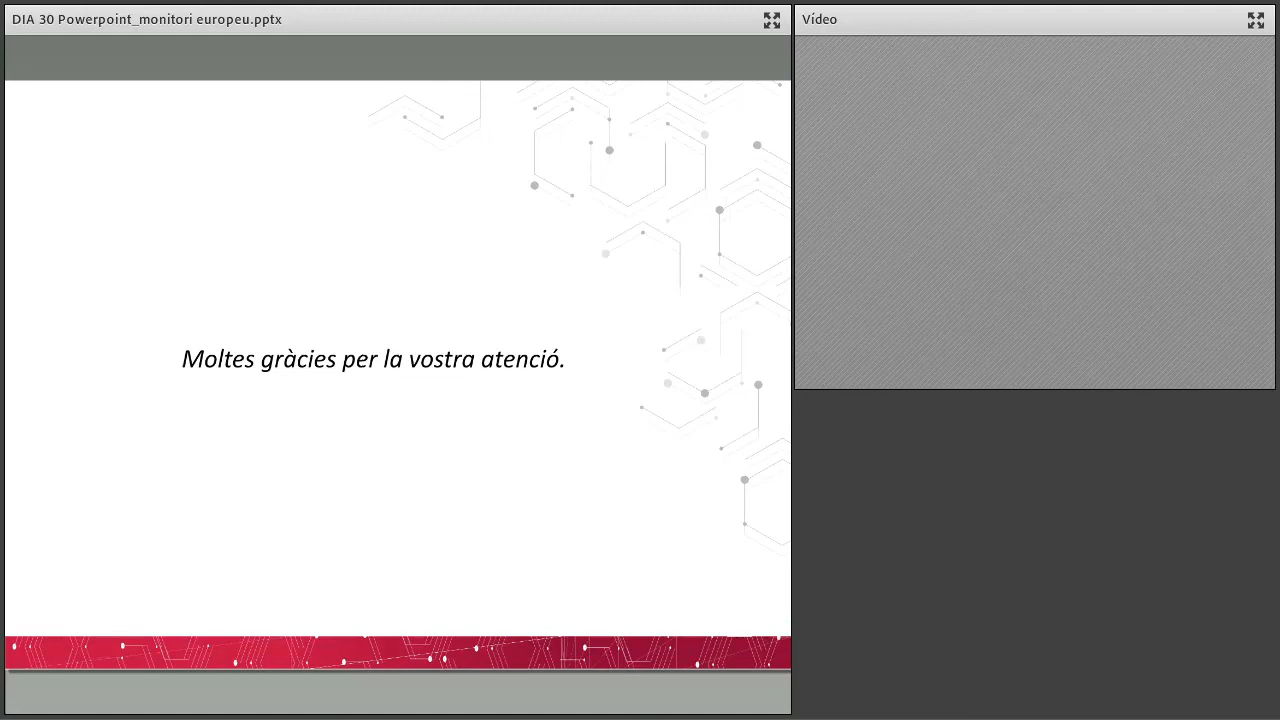 DIA 30 Powerpoint_monitori europeu.pptx
Vídeo
Moltes gràcies per la vostra atenció.